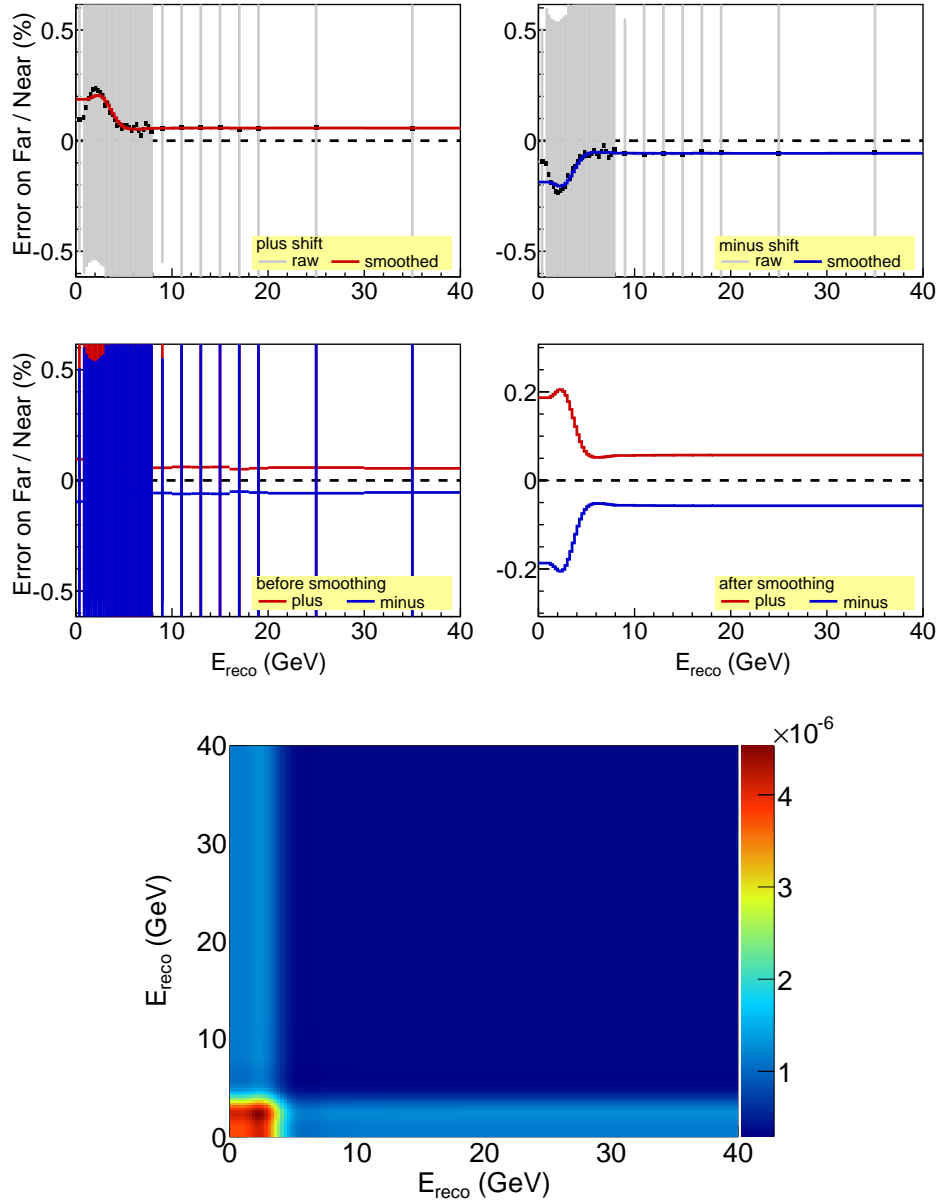 Error on Far / Near (%)
0.5
0
-0.5
plus shift
raw smoothed
0 10 20 30 40
0.5
0
-0.5
minus shift
raw smoothed
0 10 20 30 40
Error on Far / Near (%)
0.5
0
-0.5
before smoothing
plus minus
0 10 20 30 40
E_reco (GeV)
0.2
0
-0.2
after smoothing
plus minus
0 10 20 30 40
E_reco (GeV)
×10^-6
E_reco (GeV)
40
30
20
10
0
0 10 20 30 40
E_reco (GeV)
4
3
2
1